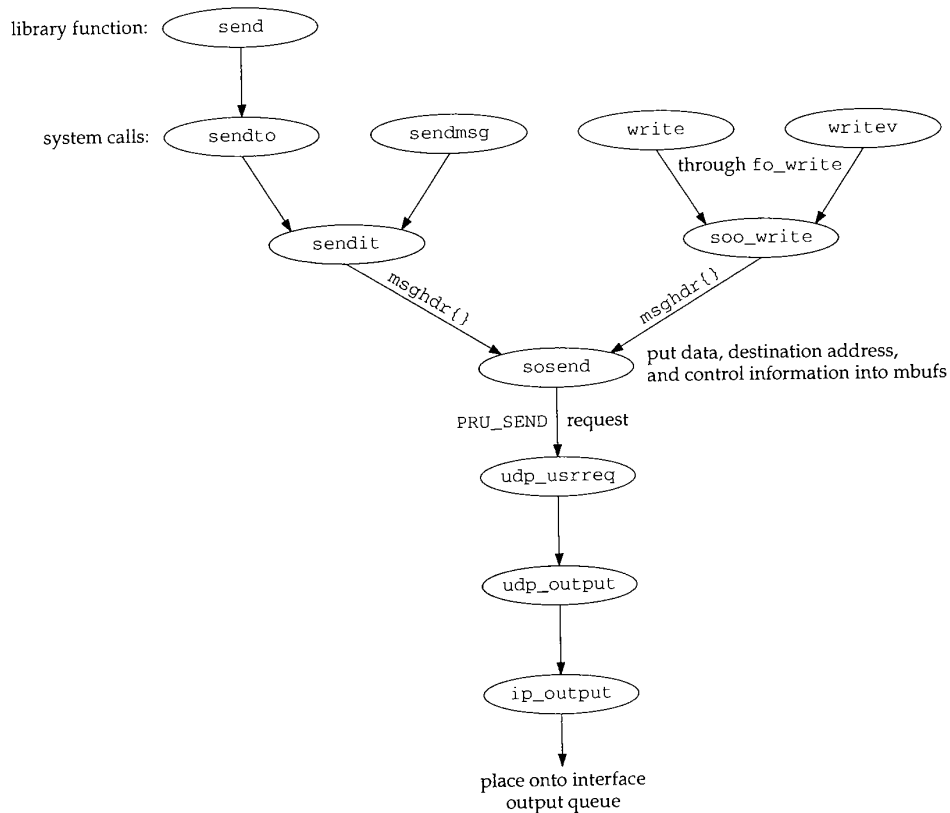 library function: send
system calls: sendto sendmsg write writev
through fo_write
sendit soo_write
msghdr{} msghdr{}
sosend put data, destination address,
and control information into mbufs
PRU_SEND request
udp_usrreq
udp_output
ip_output
place onto interface
output queue